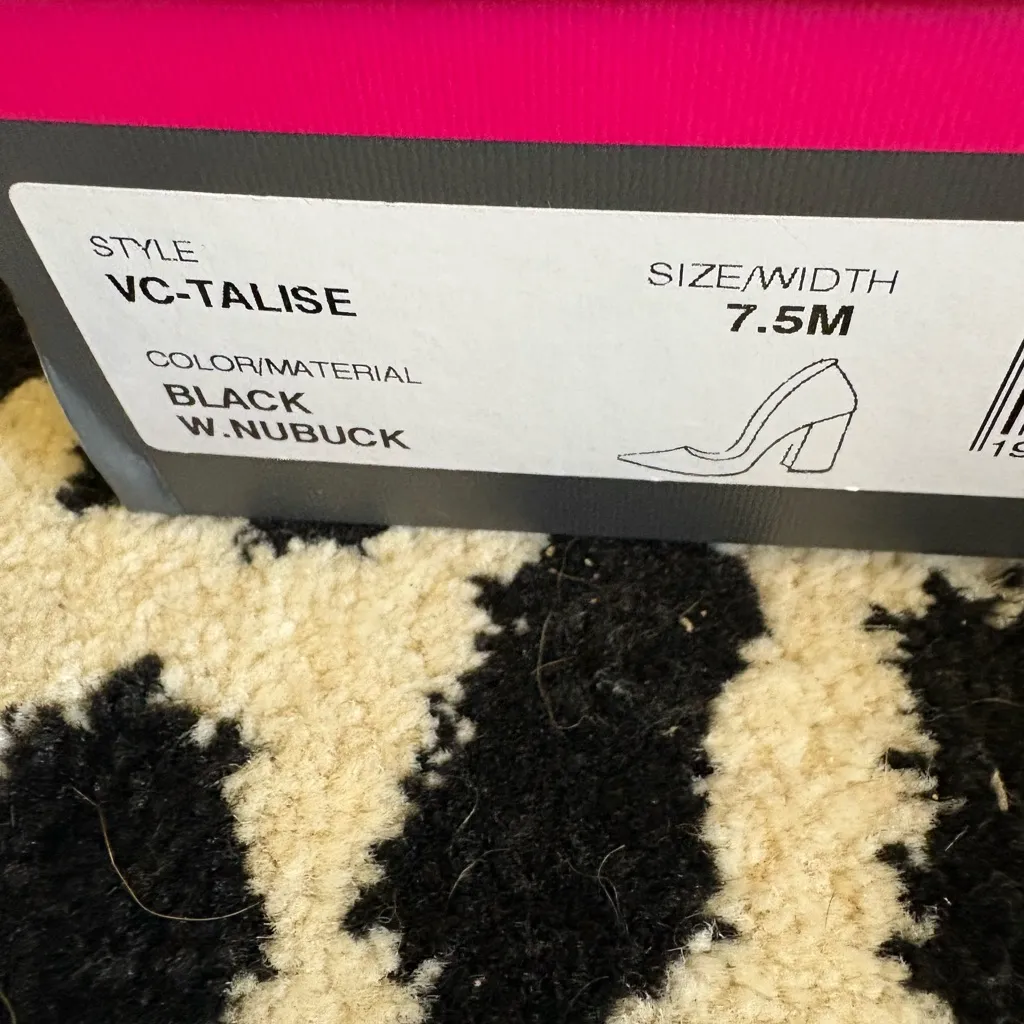 STYLE
VC-TALISE
SIZE/WIDTH
7.5M
COLOR/MATERIAL
BLACK
W.NUBUCK